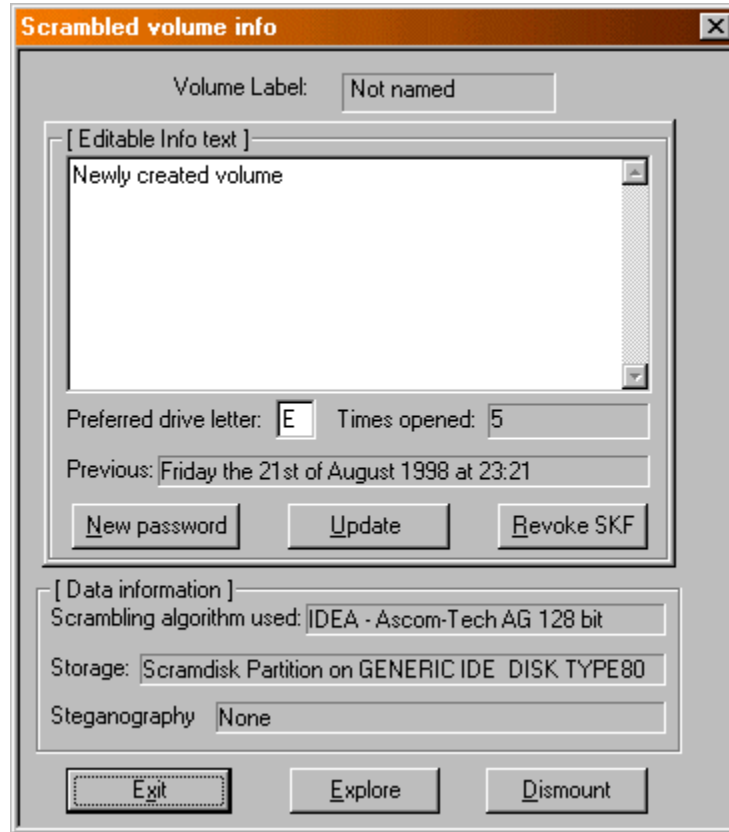 Scrambled volume info
Volume Label: Not named
[ Editable Info text ]
Newly created volume
Preferred drive letter: E Times opened: 5
Previous: Friday the 21st of August 1998 at 23:21
New password Update Revoke SKF
[ Data information ]
Scrambling algorithm used: IDEA - Ascom-Tech AG 128 bit
Storage: Scramdisk Partition on GENERIC IDE DISK TYPE80
Steganography None
Exit Explore Dismount